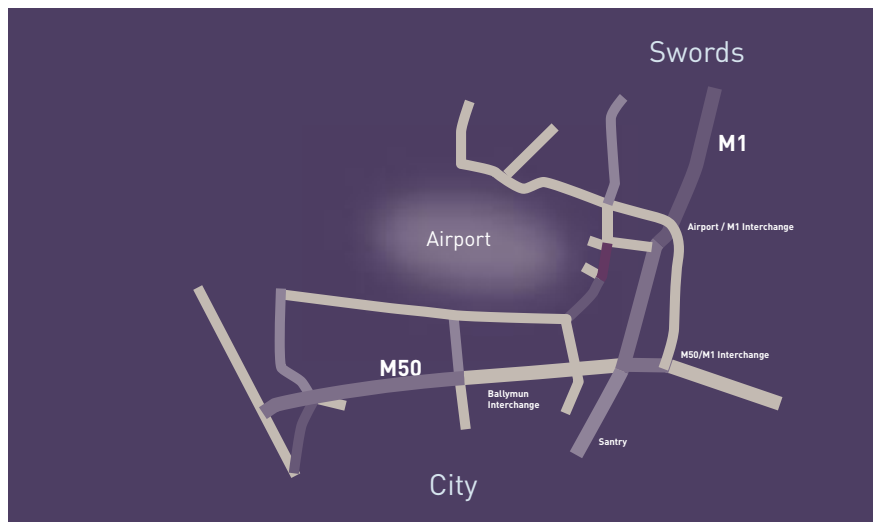 Swords
M1
Airport / M1 Interchange
Airport
M50/M1 Interchange
M50
Ballymun
Interchange
Santry
City